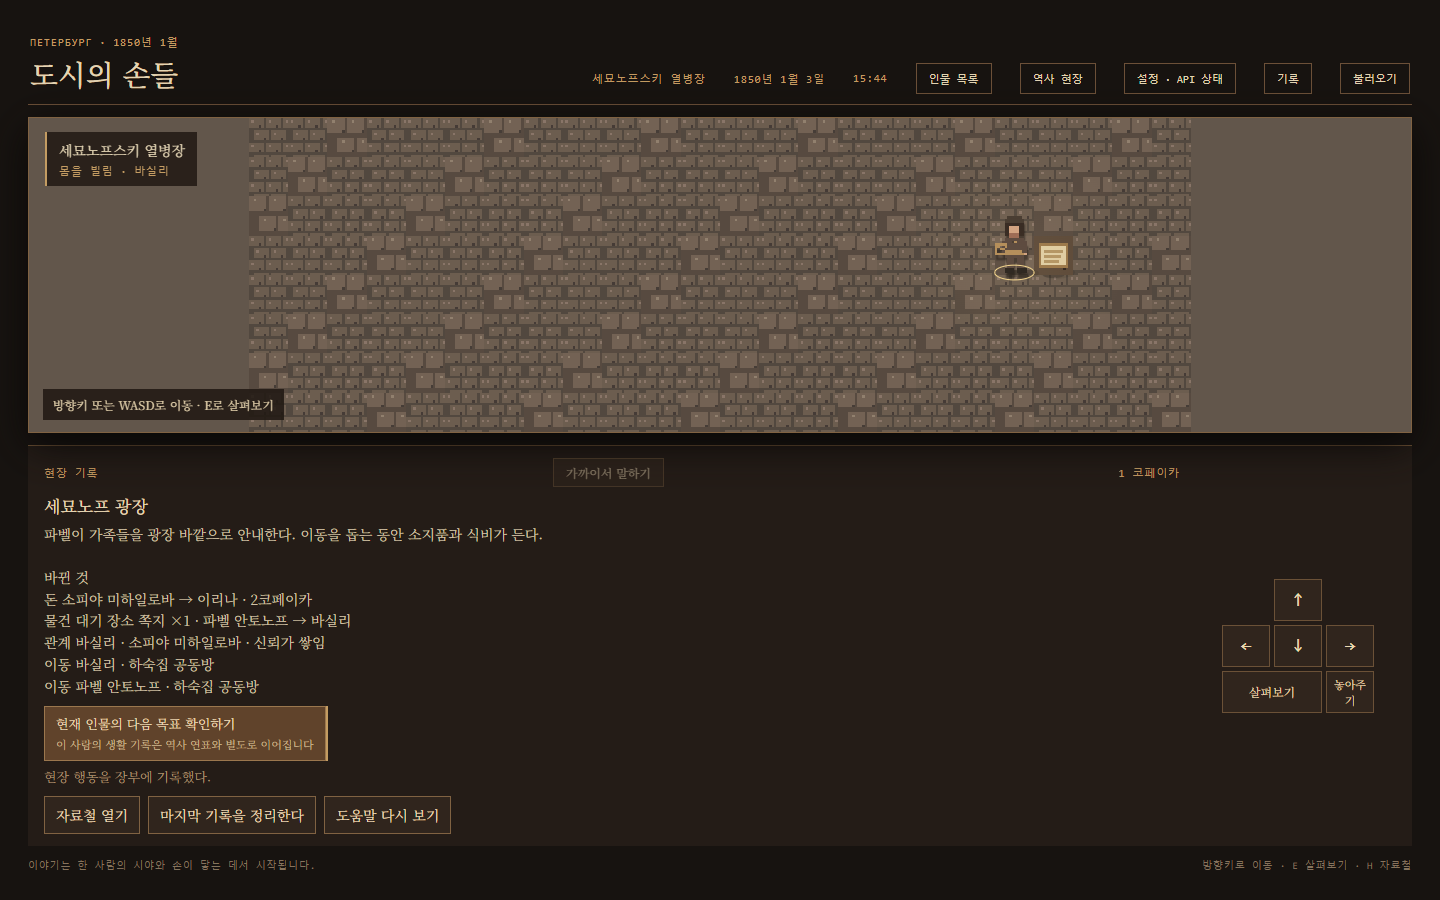 ПЕТЕРБУРГ · 1850년 1월
도시의 손들
세묘노프스키 열병장
1850년 1월 3일
15:44
인물 목록
역사 현장
설정 · API 상태
기록
불러오기
세묘노프스키 열병장
몸을 빌림 · 바실리
방향키 또는 WASD로 이동 · E로 살펴보기
현장 기록
가까이서 말하기
1 코페이카
세묘노프 광장
파벨이 가족들을 광장 바깥으로 안내한다. 이동을 돕는 동안 소지품과 식비가 든다.
바뀐 것
돈 소피야 미하일로바 → 이리나 · 2코페이카
물건 대기 장소 쪽지 ×1 · 파벨 안토노프 → 바실리
관계 바실리 · 소피야 미하일로바 · 신뢰가 쌓임
이동 바실리 · 하숙집 공동방
이동 파벨 안토노프 · 하숙집 공동방
현재 인물의 다음 목표 확인하기
이 사람의 생활 기록은 역사 연표와 별도로 이어집니다
현장 행동을 장부에 기록했다.
자료철 열기
마지막 기록을 정리한다
도움말 다시 보기
↑
← ↓ →
살펴보기
놓아주
기
이야기는 한 사람의 시야와 손이 닿는 데서 시작됩니다.
방향키로 이동 · E 살펴보기 · H 자료철